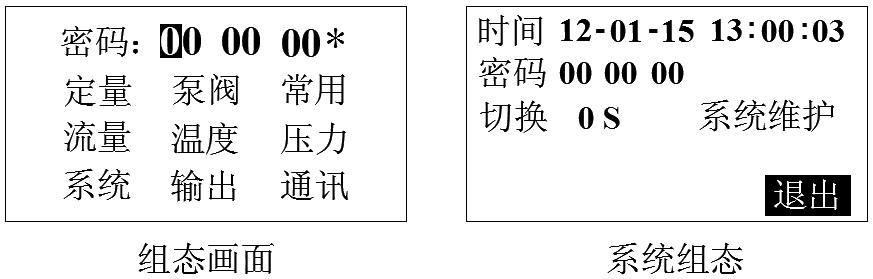 密码：00 00 00*
定量 泵阀 常用
流量 温度 压力
系统 输出 通讯
组态画面
时间 12-01-15 13:00:03
密码 00 00 00
切换 0 S 系统维护
退出
系统组态